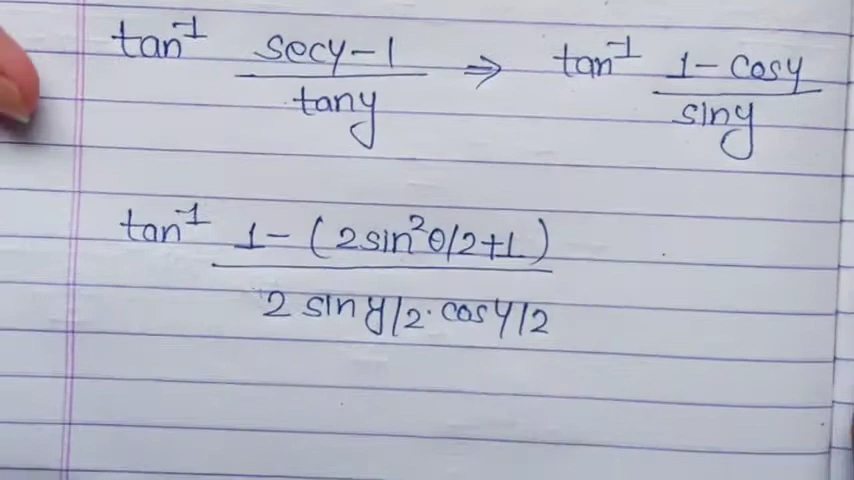 tan⁻¹ secy-1 / tany ⇒ tan⁻¹ 1-cosy / siny
tan⁻¹ 1-(2sin²θ/2+1) / 2 siny/2·cosy/2